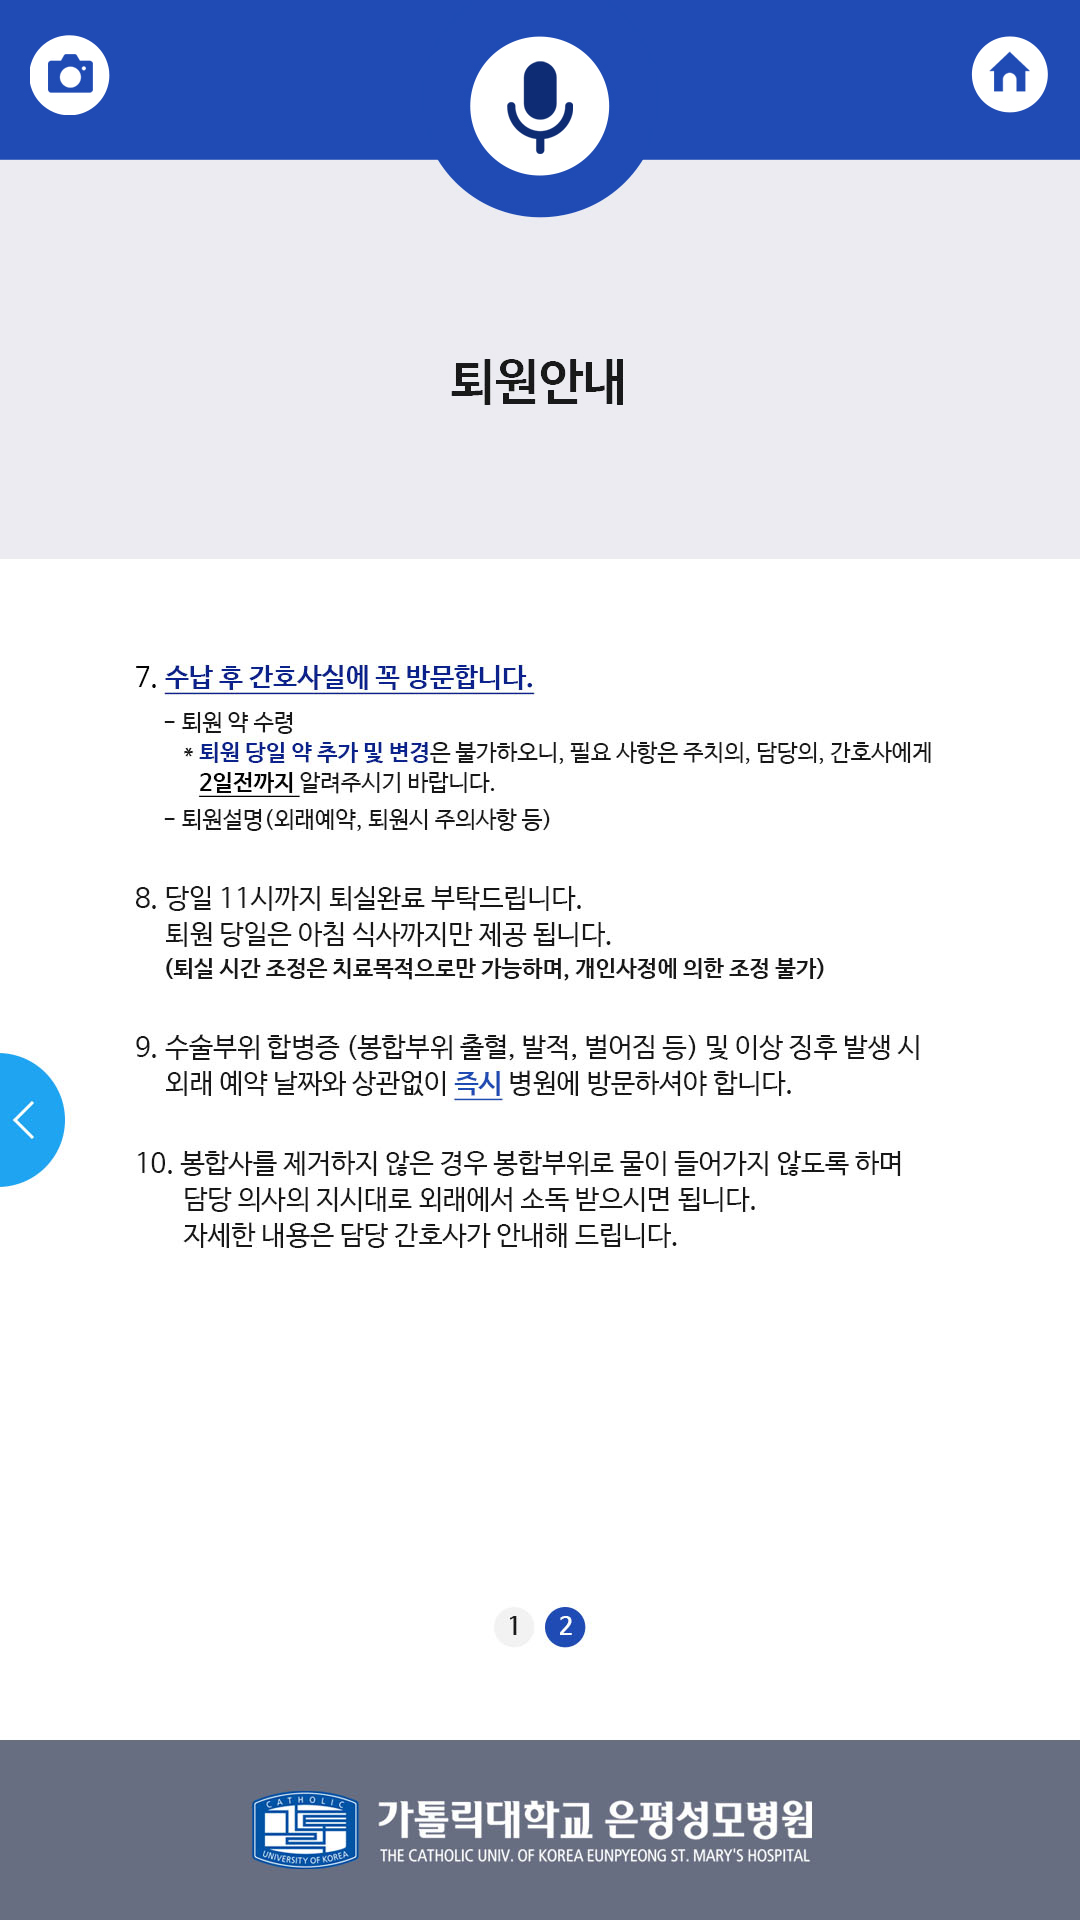 퇴원안내
7. 수납 후 간호사실에 꼭 방문합니다.
- 퇴원 약 수령
* 퇴원 당일 약 추가 및 변경은 불가하오니, 필요 사항은 주치의, 담당의, 간호사에게
2일전까지 알려주시기 바랍니다.
- 퇴원설명(외래예약, 퇴원시 주의사항 등)
8. 당일 11시까지 퇴실완료 부탁드립니다.
퇴원 당일은 아침 식사까지만 제공 됩니다.
(퇴실 시간 조정은 치료목적으로만 가능하며, 개인사정에 의한 조정 불가)
9. 수술부위 합병증 (봉합부위 출혈, 발적, 벌어짐 등) 및 이상 징후 발생 시
외래 예약 날짜와 상관없이 즉시 병원에 방문하셔야 합니다.
10. 봉합사를 제거하지 않은 경우 봉합부위로 물이 들어가지 않도록 하며
담당 의사의 지시대로 외래에서 소독 받으시면 됩니다.
자세한 내용은 담당 간호사가 안내해 드립니다.
1 2
CATHOLIC
UNIVERSITY OF KOREA
가톨릭대학교 은평성모병원
THE CATHOLIC UNIV. OF KOREA EUNPYEONG ST. MARY'S HOSPITAL